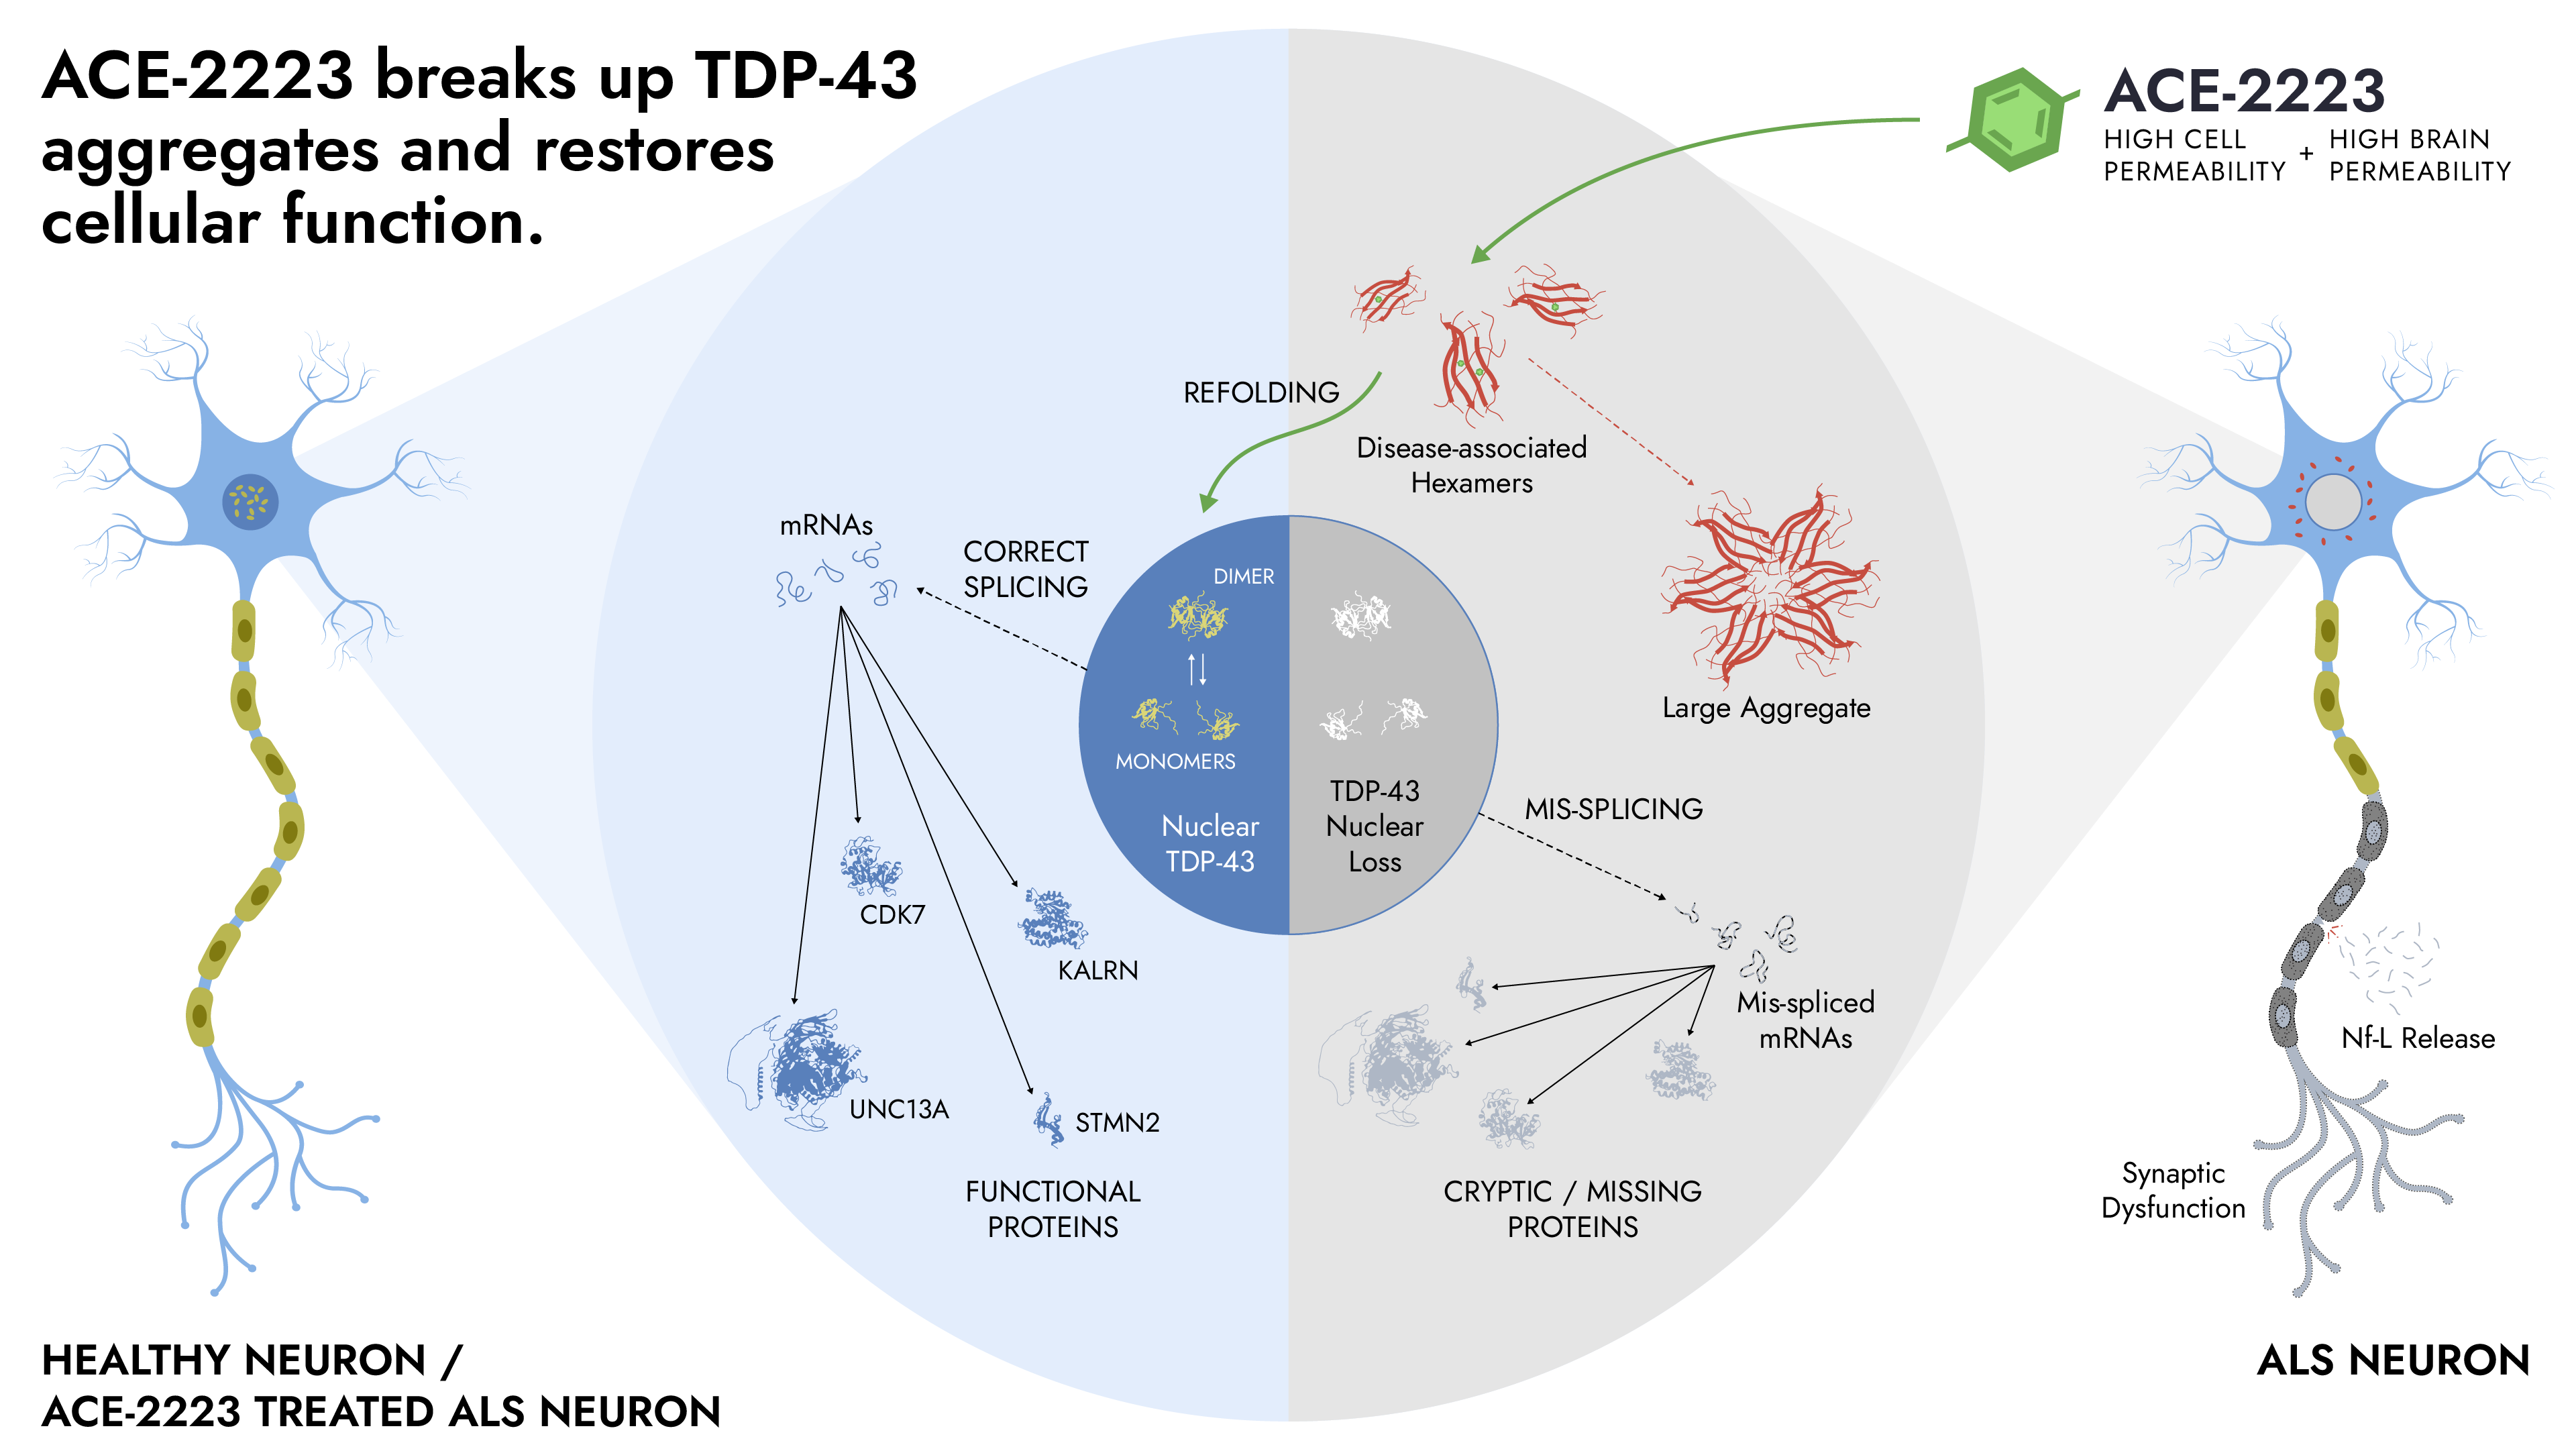 ACE-2223 breaks up TDP-43
aggregates and restores
cellular function.
ACE-2223
HIGH CELL
PERMEABILITY
+
HIGH BRAIN
PERMEABILITY
REFOLDING
Disease-associated
Hexamers
Large Aggregate
mRNAs
CORRECT
SPLICING
DIMER
MONOMERS
Nuclear
TDP-43
TDP-43
Nuclear
Loss
MIS-SPLICING
CDK7
KALRN
UNC13A
STMN2
FUNCTIONAL
PROTEINS
Mis-spliced
mRNAs
CRYPTIC / MISSING
PROTEINS
Nf-L Release
Synaptic
Dysfunction
HEALTHY NEURON /
ACE-2223 TREATED ALS NEURON
ALS NEURON